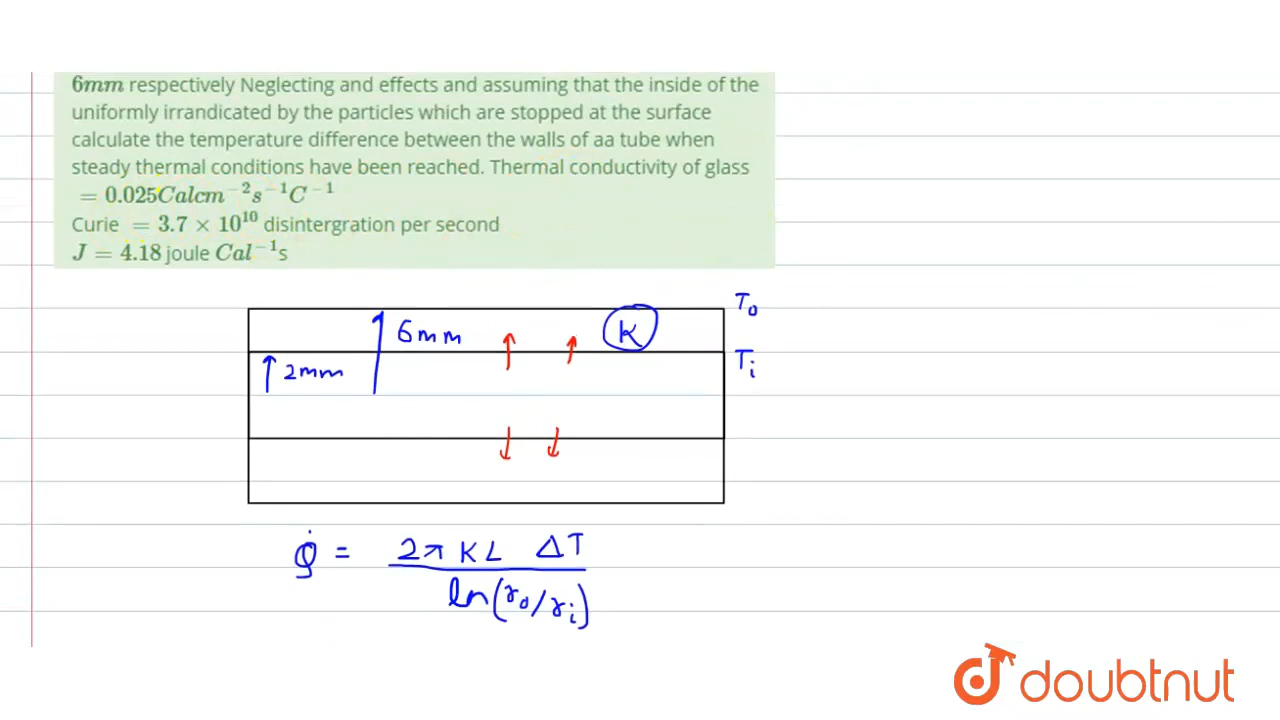 6mm respectively Neglecting and effects and assuming that the inside of the
uniformly irrandicated by the particles which are stopped at the surface
calculate the temperature difference between the walls of aa tube when
steady thermal conditions have been reached. Thermal conductivity of glass
= 0.025Calcm⁻²s⁻¹C⁻¹
Curie = 3.7 × 10¹⁰ disintergration per second
J = 4.18 joule Cal⁻¹s
T₀
6mm
K
2mm
Tᵢ
Q̇ = 2π KL ΔT / ln(r₀/rᵢ)
doubtnut